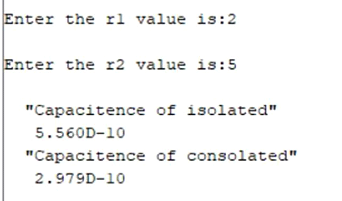 Enter the r1 value is:2
Enter the r2 value is:5
"Capacitence of isolated"
5.560D-10
"Capacitence of consolated"
2.979D-10